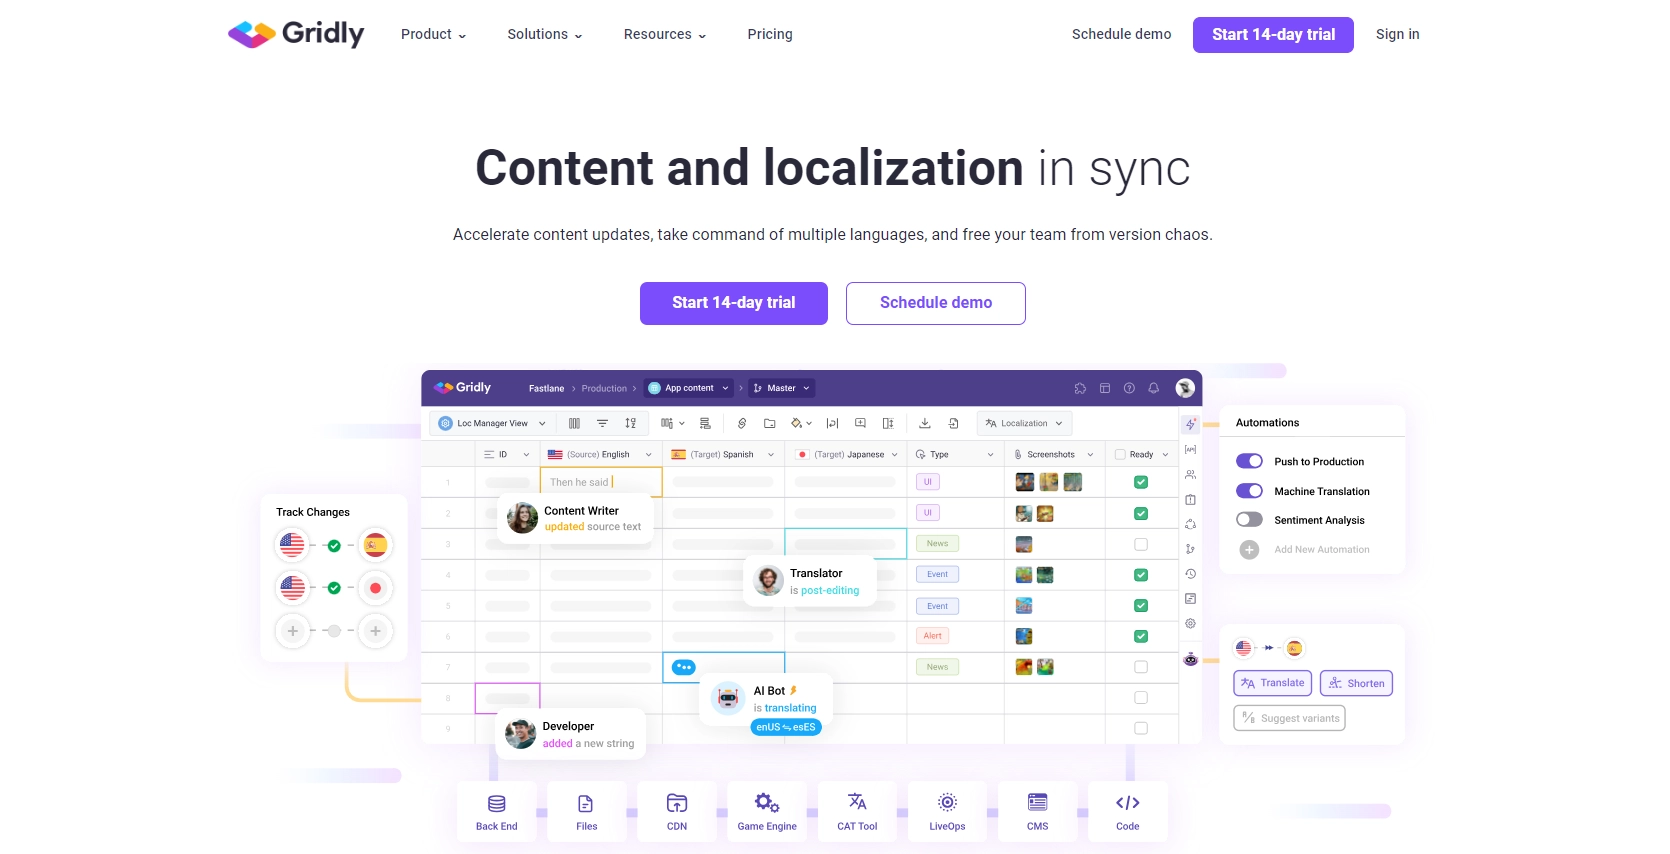 Gridly
Product
Solutions
Resources
Pricing
Schedule demo
Start 14-day trial
Sign in
Content and localization in sync
Accelerate content updates, take command of multiple languages, and free your team from version chaos.
Start 14-day trial
Schedule demo
Gridly
Fastlane > Production > App content > Master
Loc Manager View
Localization
ID
(Source) English
(Target) Spanish
(Target) Japanese
Type
Screenshots
Ready
1
Then he said
UI
2
UI
Content Writer
updated source text
3
News
4
Event
Translator
is post-editing
5
Event
6
Alert
7
News
8
AI Bot
is translating
enUS esES
9
Developer
added a new string
Track Changes
Automations
Push to Production
Machine Translation
Sentiment Analysis
Add New Automation
Translate
Shorten
Suggest variants
Back End
Files
CDN
Game Engine
CAT Tool
LiveOps
CMS
Code